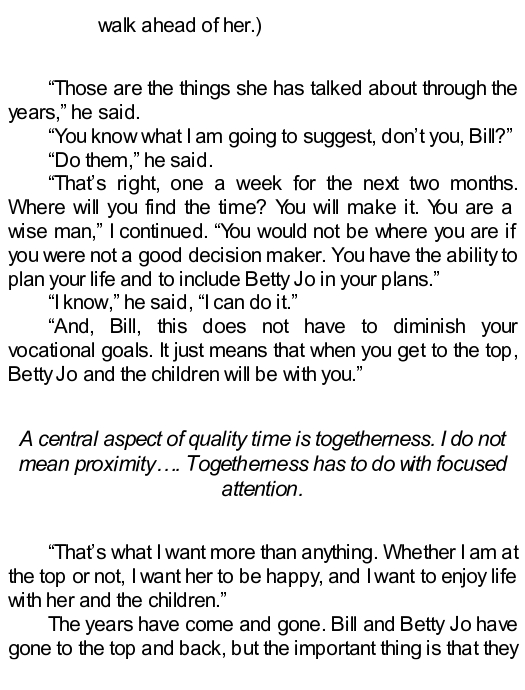 walk ahead of her.)
“Those are the things she has talked about through the
years,” he said.
“You know what I am going to suggest, don’t you, Bill?”
“Do them,” he said.
“That’s right, one a week for the next two months.
Where will you find the time? You will make it. You are a
wise man,” I continued. “You would not be where you are if
you were not a good decision maker. You have the ability to
plan your life and to include Betty Jo in your plans.”
“I know,” he said, “I can do it.”
“And, Bill, this does not have to diminish your
vocational goals. It just means that when you get to the top,
Betty Jo and the children will be with you.”
A central aspect of quality time is togetherness. I do not
mean proximity…. Togetherness has to do with focused
attention.
“That’s what I want more than anything. Whether I am at
the top or not, I want her to be happy, and I want to enjoy life
with her and the children.”
The years have come and gone. Bill and Betty Jo have
gone to the top and back, but the important thing is that they